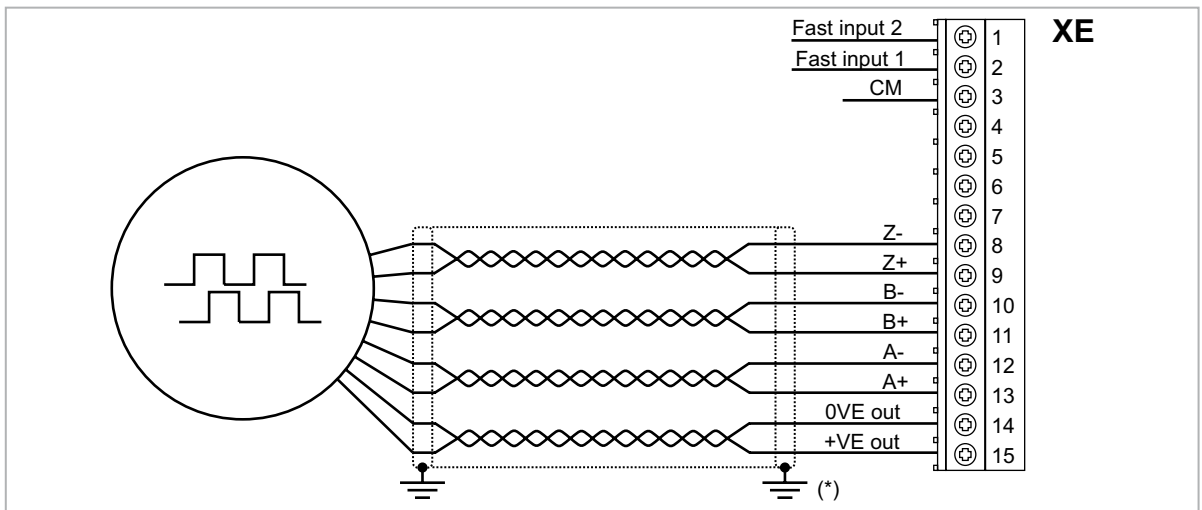 Fast input 2 1 XE
Fast input 1 2
CM 3
4
5
6
7
Z- 8
Z+ 9
B- 10
B+ 11
A- 12
A+ 13
0VE out 14
+VE out 15
(*)